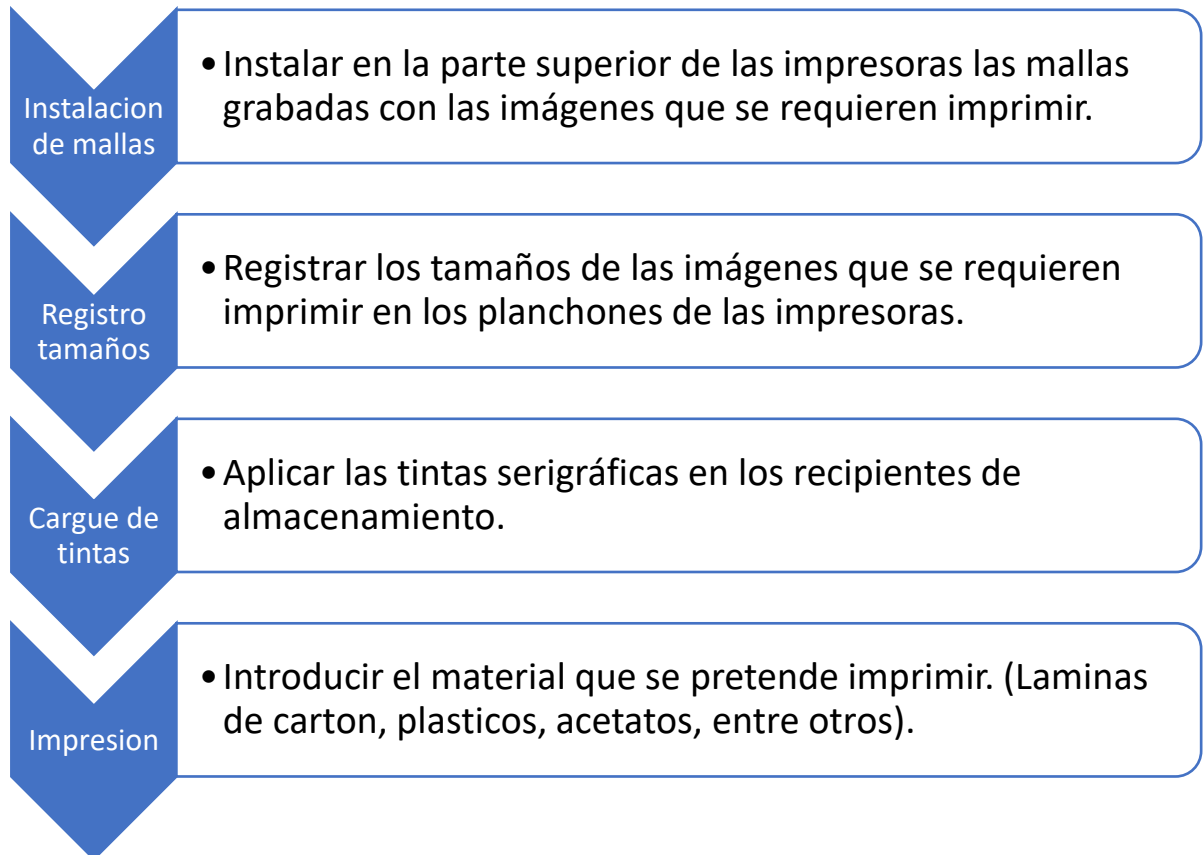 Instalacion
de mallas
• Instalar en la parte superior de las impresoras las mallas
grabadas con las imágenes que se requieren imprimir.
Registro
tamaños
• Registrar los tamaños de las imágenes que se requieren
imprimir en los planchones de las impresoras.
Cargue de
tintas
• Aplicar las tintas serigráficas en los recipientes de
almacenamiento.
Impresion
• Introducir el material que se pretende imprimir. (Laminas
de carton, plasticos, acetatos, entre otros).